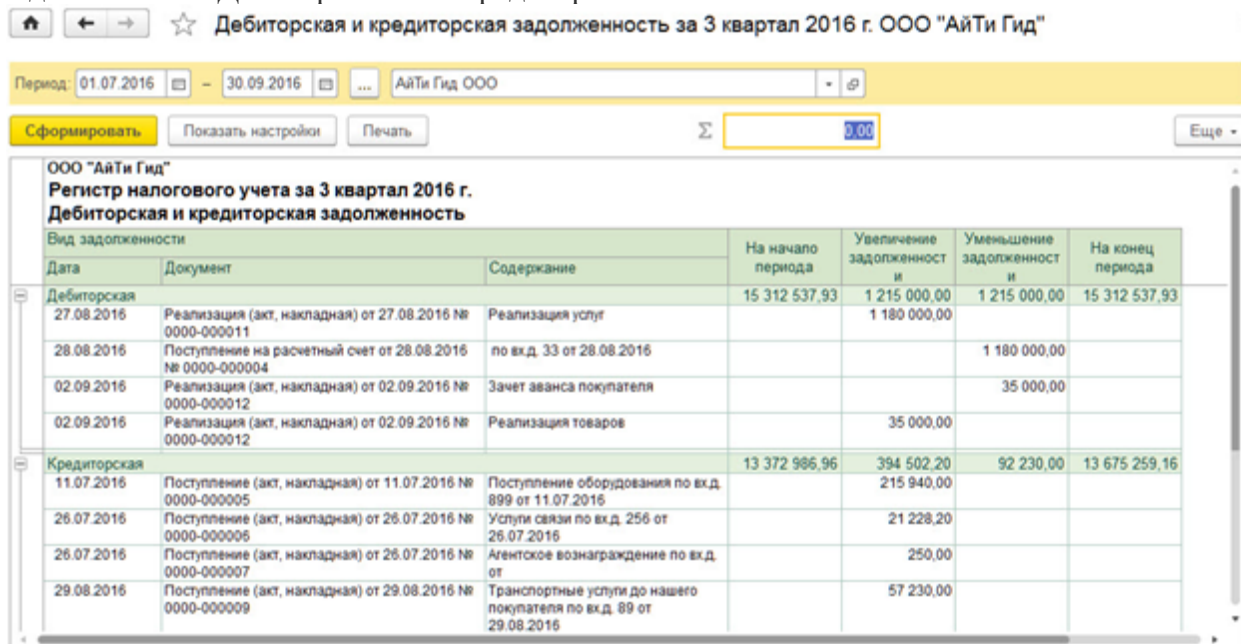 Дебиторская и кредиторская задолженность за 3 квартал 2016 г. ООО "АйТи Гид"
Период: 01.07.2016 – 30.09.2016 ... АйТи Гид ООО
Сформировать Показать настройки Печать Σ 0,00 Еще
ООО "АйТи Гид"
Регистр налогового учета за 3 квартал 2016 г.
Дебиторская и кредиторская задолженность
Вид задолженности На начало периода Увеличение задолженност и Уменьшение задолженност и На конец периода
Дата Документ Содержание
Дебиторская 15 312 537,93 1 215 000,00 1 215 000,00 15 312 537,93
27.08.2016 Реализация (акт, накладная) от 27.08.2016 № Реализация услуг 1 180 000,00
0000-000011
28.08.2016 Поступление на расчетный счет от 28.08.2016 по вх.д. 33 от 28.08.2016 1 180 000,00
№ 0000-000004
02.09.2016 Реализация (акт, накладная) от 02.09.2016 № Зачет аванса покупателя 35 000,00
0000-000012
02.09.2016 Реализация (акт, накладная) от 02.09.2016 № Реализация товаров 35 000,00
0000-000012
Кредиторская 13 372 986,96 394 502,20 92 230,00 13 675 259,16
11.07.2016 Поступление (акт, накладная) от 11.07.2016 № Поступление оборудования по вх.д. 215 940,00
0000-000005 899 от 11.07.2016
26.07.2016 Поступление (акт, накладная) от 26.07.2016 № Услуги связи по вх.д. 256 от 21 228,20
0000-000006 26.07.2016
26.07.2016 Поступление (акт, накладная) от 26.07.2016 № Агентское вознаграждение по вх.д. 250,00
0000-000007 от
29.08.2016 Поступление (акт, накладная) от 29.08.2016 № Транспортные услуги до нашего 57 230,00
0000-000009 покупателя по вх.д. 89 от
29.08.2016